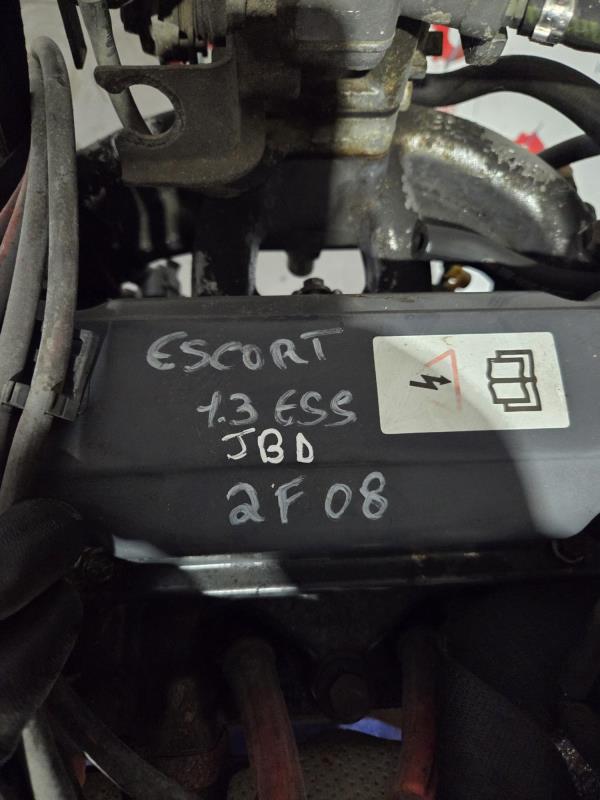 ESCORT
1.3 ESS
JBD
2F08